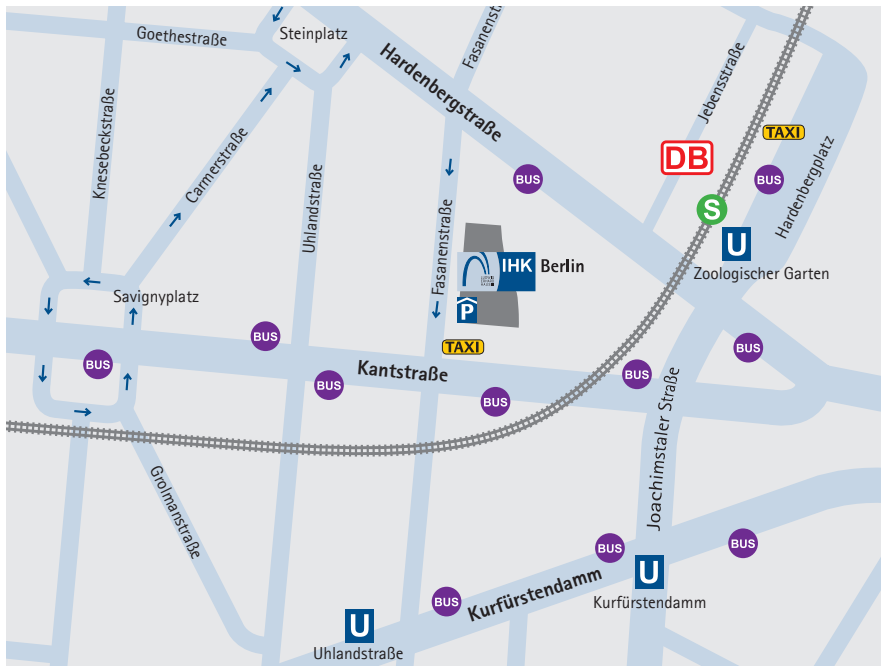 Goethestraße
Steinplatz
Fasanenstraße
Hardenbergstraße
Jebensstraße
TAXI
DB
BUS
Hardenbergplatz
Knesebeckstraße
Carmerstraße
Uhlandstraße
BUS
S
U
Zoologischer Garten
Fasanenstraße
IHK Berlin
P
Savignyplatz
BUS
BUS
TAXI
BUS
Kantstraße
BUS
BUS
BUS
Joachimstaler Straße
Grolmanstraße
BUS
BUS
U
Kurfürstendamm
BUS
Kurfürstendamm
U
Uhlandstraße